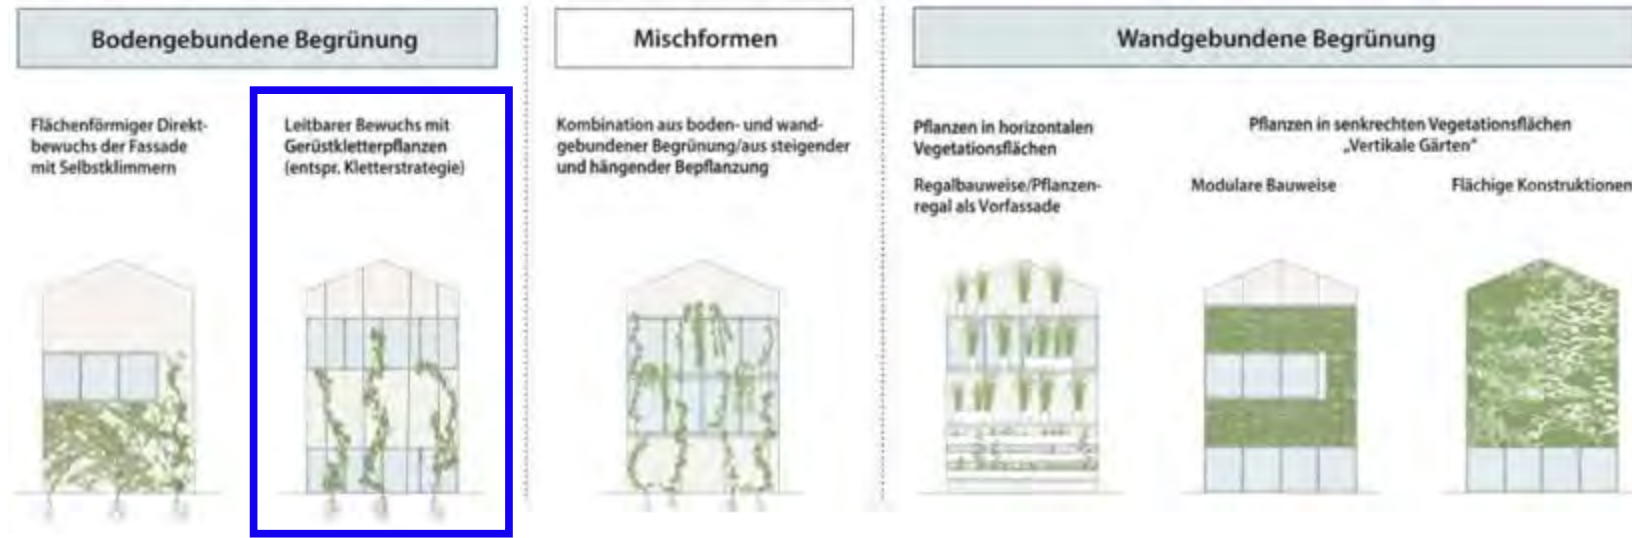 Bodengebundene Begrünung
Mischformen
Wandgebundene Begrünung
Flächenförmiger Direkt-
bewuchs der Fassade
mit Selbstklimmern
Leitbarer Bewuchs mit
Gerüstkletterpflanzen
(entspr. Kletterstrategie)
Kombination aus boden- und wand-
gebundener Begrünung/aus steigender
und hängender Bepflanzung
Pflanzen in horizontalen
Vegetationsflächen
Regalbauweise/Pflanzen-
regal als Vorfassade
Pflanzen in senkrechten Vegetationsflächen
„Vertikale Gärten"
Modulare Bauweise
Flächige Konstruktionen